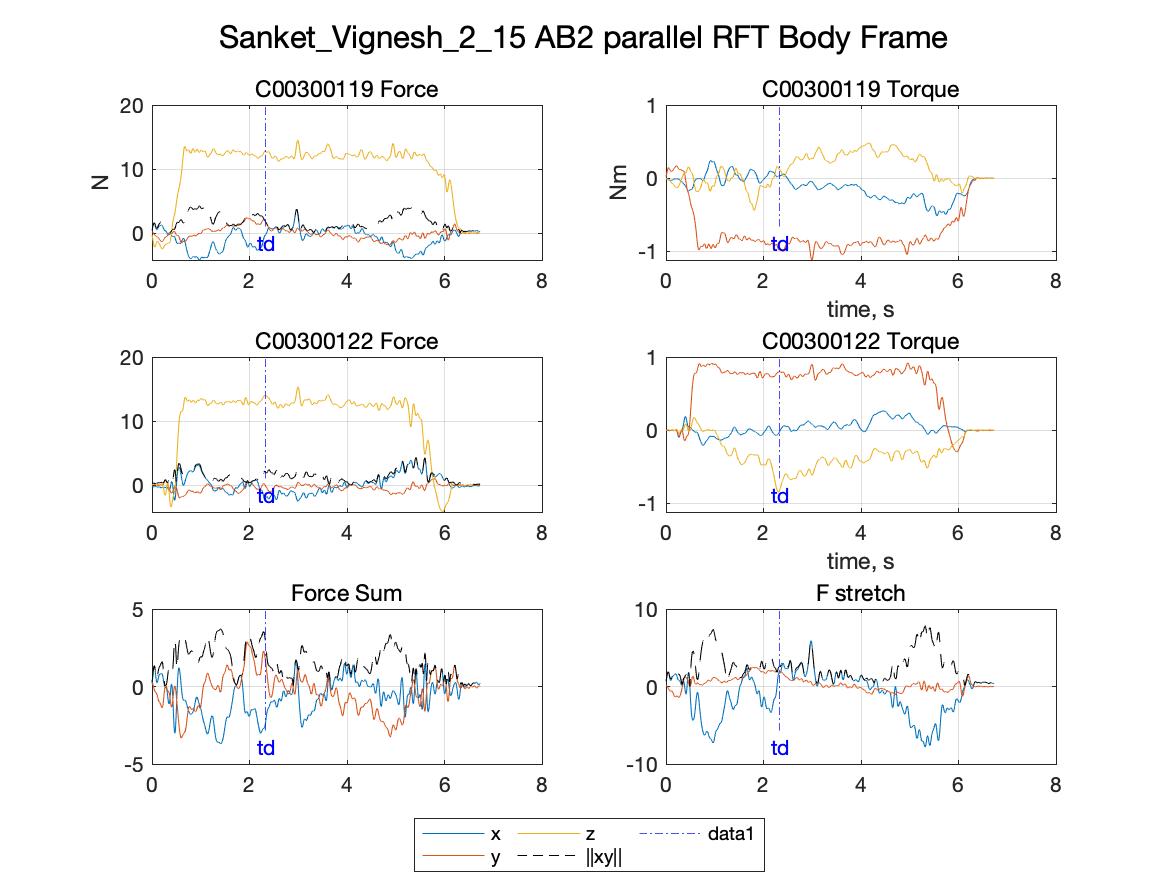 Sanket_Vignesh_2_15 AB2 parallel RFT Body Frame
C00300119 Force
20
10
0
N
td
0 2 4 6 8
C00300119 Torque
1
0
-1
Nm
td
0 2 4 6 8
time, s
C00300122 Force
20
10
0
td
0 2 4 6 8
C00300122 Torque
1
0
-1
td
0 2 4 6 8
time, s
Force Sum
5
0
-5
td
0 2 4 6 8
F stretch
10
0
-10
td
0 2 4 6 8
x z data1
y ||xy||